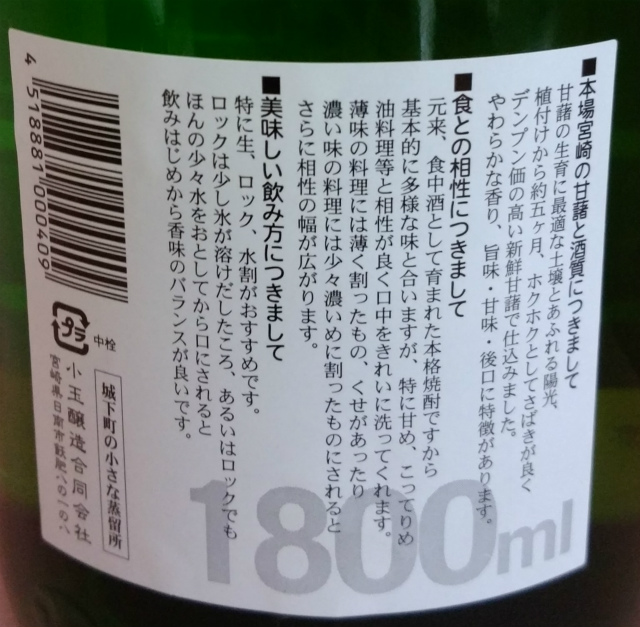 ■本場宮崎の甘藷と酒質につきまして
甘藷の生育に最適な土壌とあふれる陽光、
植付けから約五ヶ月、ホクホクとしてさばきが良く
デンプン価の高い新鮮甘藷で仕込みました。
やわらかな香り、旨味・甘味・後口に特徴があります。
■食との相性につきまして
元来、食中酒として育まれた本格焼酎ですから
基本的に多様な味と合いますが、特に甘め、こってりめ
油料理等と相性が良く口中をきれいに洗ってくれます。
薄味の料理には薄く割ったもの、くせがあったり
濃い味の料理には少々濃いめに割ったものにされると
さらに相性の幅が広がります。
■美味しい飲み方につきまして
特に生、ロック、水割がおすすめです。
ロックは少し氷が溶けだしたころ、あるいはロックでも
ほんの少々水をおとしてから口にされると
飲みはじめから香味のバランスが良いです。
1800ml
4 518881 000409
プラ
中栓
城下町の小さな蒸留所
小玉醸造合同会社
宮崎県日南市飫肥八の一の八